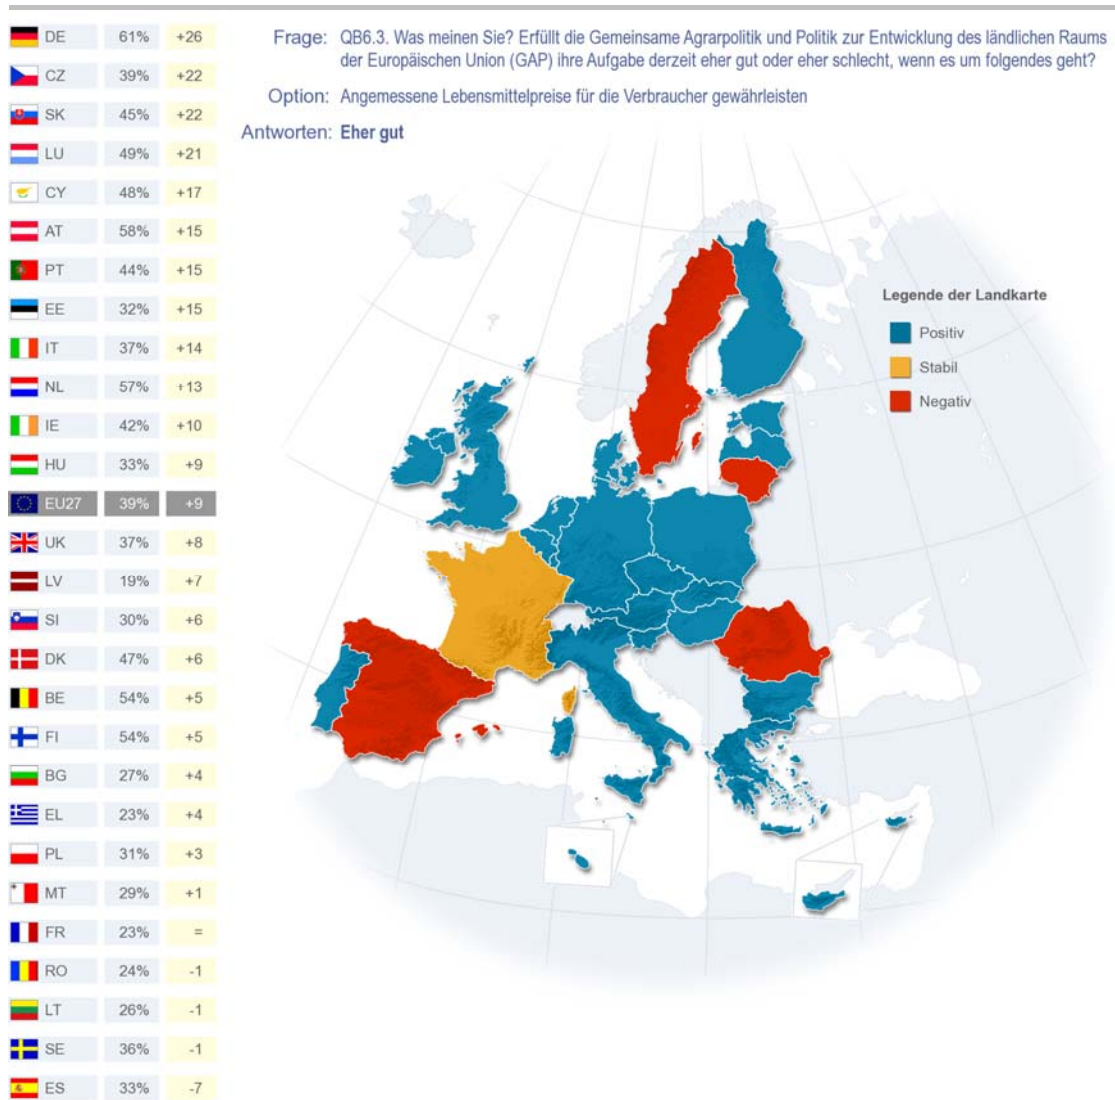 DE 61% +26
CZ 39% +22
SK 45% +22
LU 49% +21
CY 48% +17
AT 58% +15
PT 44% +15
EE 32% +15
IT 37% +14
NL 57% +13
IE 42% +10
HU 33% +9
EU27 39% +9
UK 37% +8
LV 19% +7
SI 30% +6
DK 47% +6
BE 54% +5
FI 54% +5
BG 27% +4
EL 23% +4
PL 31% +3
MT 29% +1
FR 23% =
RO 24% -1
LT 26% -1
SE 36% -1
ES 33% -7
Frage: QB6.3. Was meinen Sie? Erfüllt die Gemeinsame Agrarpolitik und Politik zur Entwicklung des ländlichen Raums
der Europäischen Union (GAP) ihre Aufgabe derzeit eher gut oder eher schlecht, wenn es um folgendes geht?
Option: Angemessene Lebensmittelpreise für die Verbraucher gewährleisten
Antworten: Eher gut
Legende der Landkarte
Positiv
Stabil
Negativ